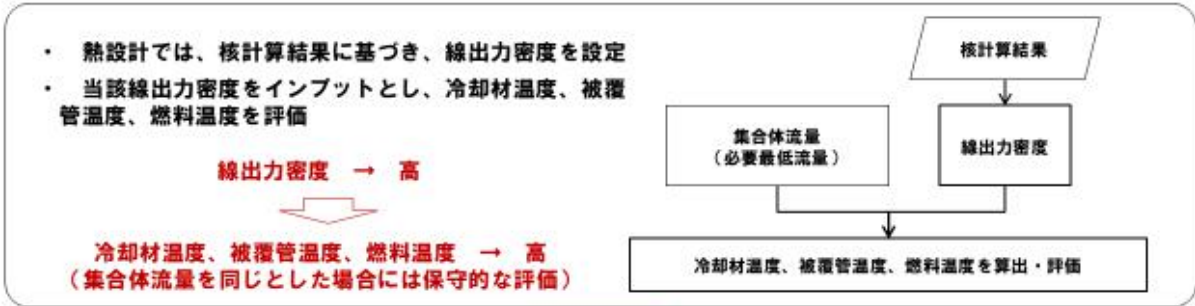 ・ 熱設計では、核計算結果に基づき、線出力密度を設定
・ 当該線出力密度をインプットとし、冷却材温度、被覆
管温度、燃料温度を評価
線出力密度 → 高
冷却材温度、被覆管温度、燃料温度 → 高
（集合体流量を同じとした場合には保守的な評価）
核計算結果
集合体流量
（必要最低流量）
線出力密度
冷却材温度、被覆管温度、燃料温度を算出・評価